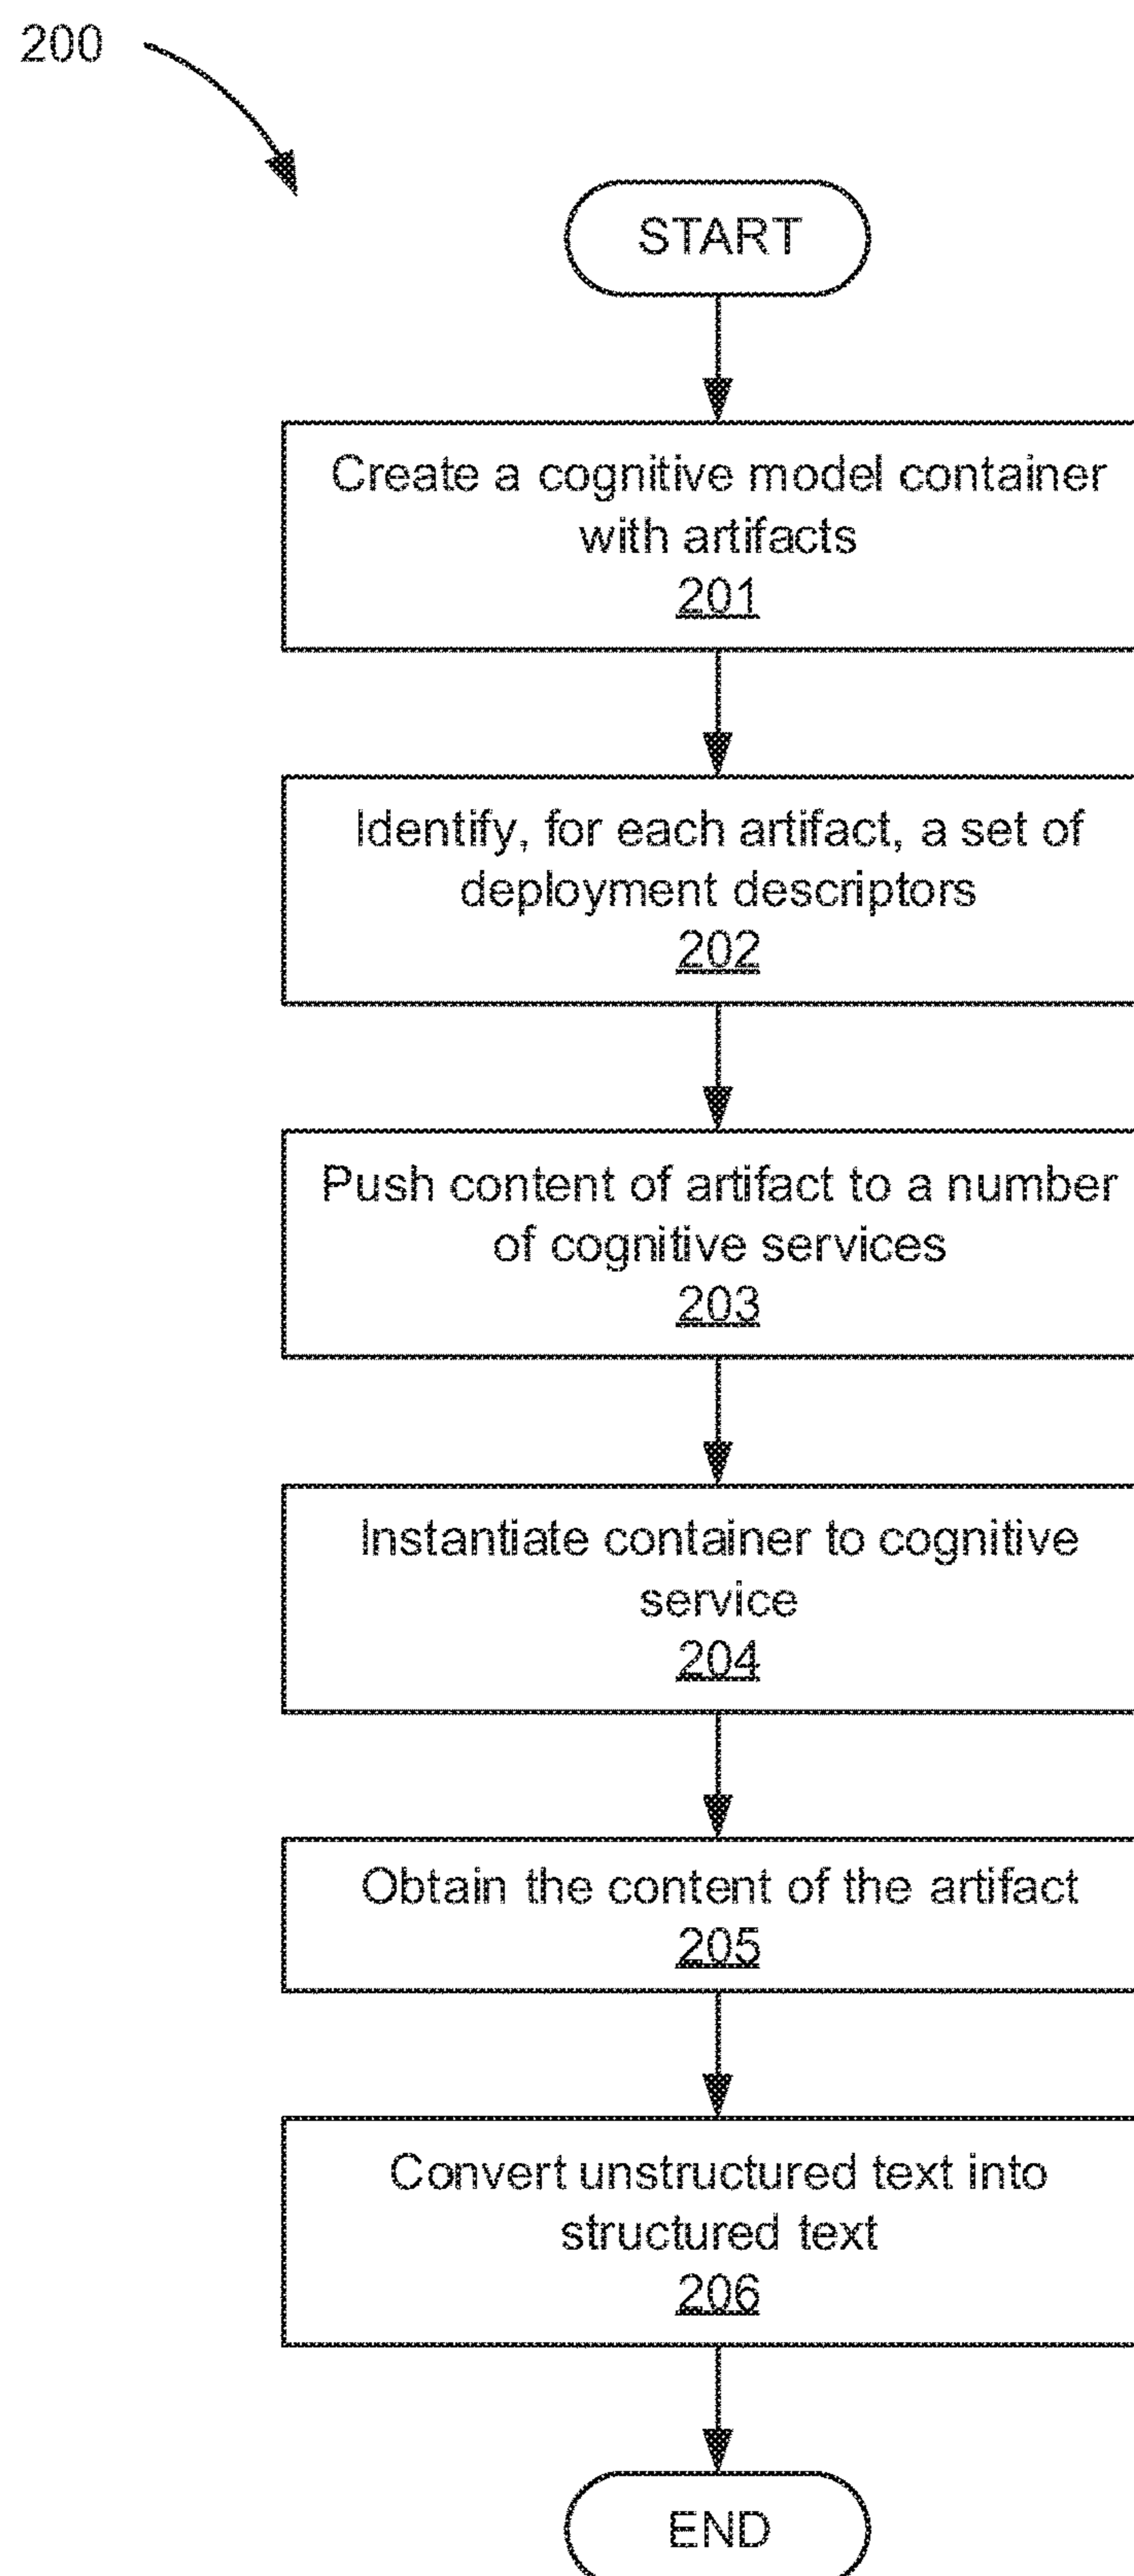 200
START
Create a cognitive model container
with artifacts
201
Identify, for each artifact, a set of
deployment descriptors
202
Push content of artifact to a number
of cognitive services
203
Instantiate container to cognitive
service
204
Obtain the content of the artifact
205
Convert unstructured text into
structured text
206
END